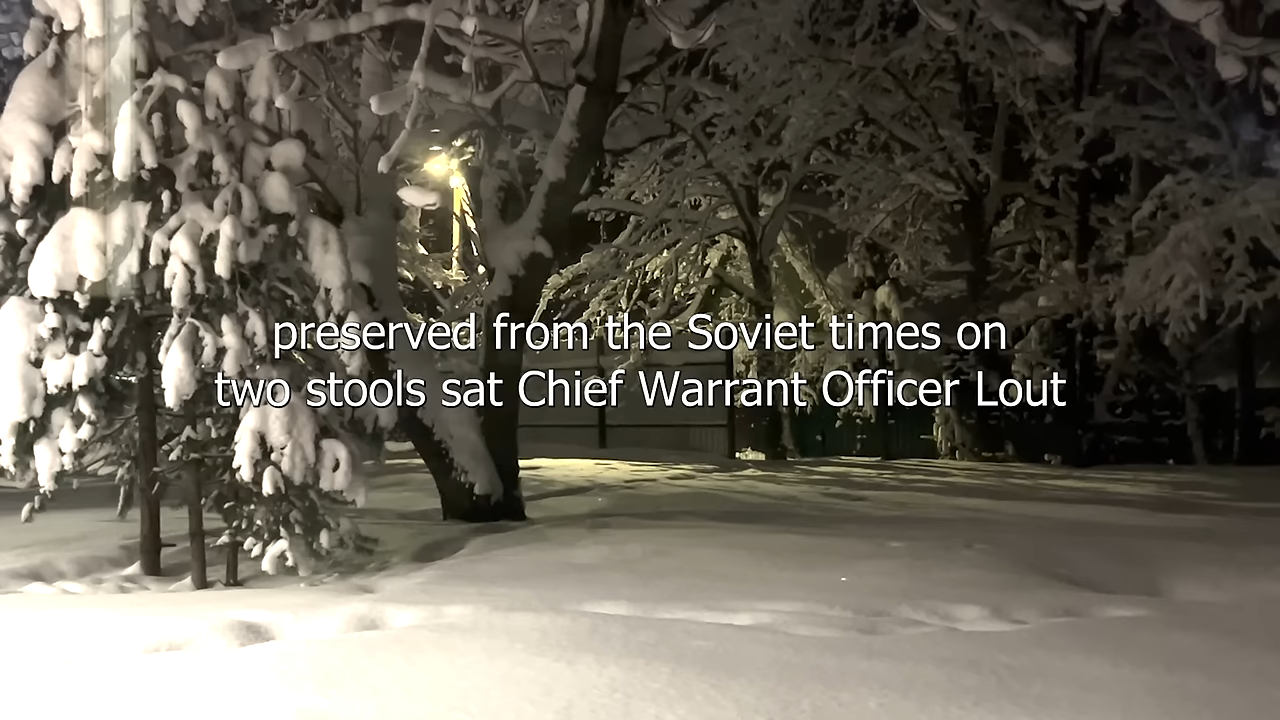 preserved from the Soviet times on
two stools sat Chief Warrant Officer Lout